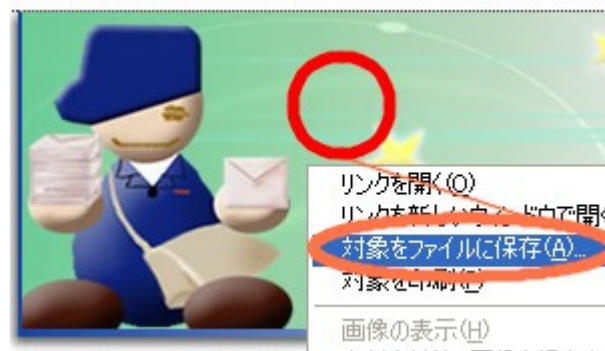 リンクを開く(O)
リンクを新しいウィンドウで開く
対象をファイルに保存(A)...
対象を印刷(P)
画像の表示(H)